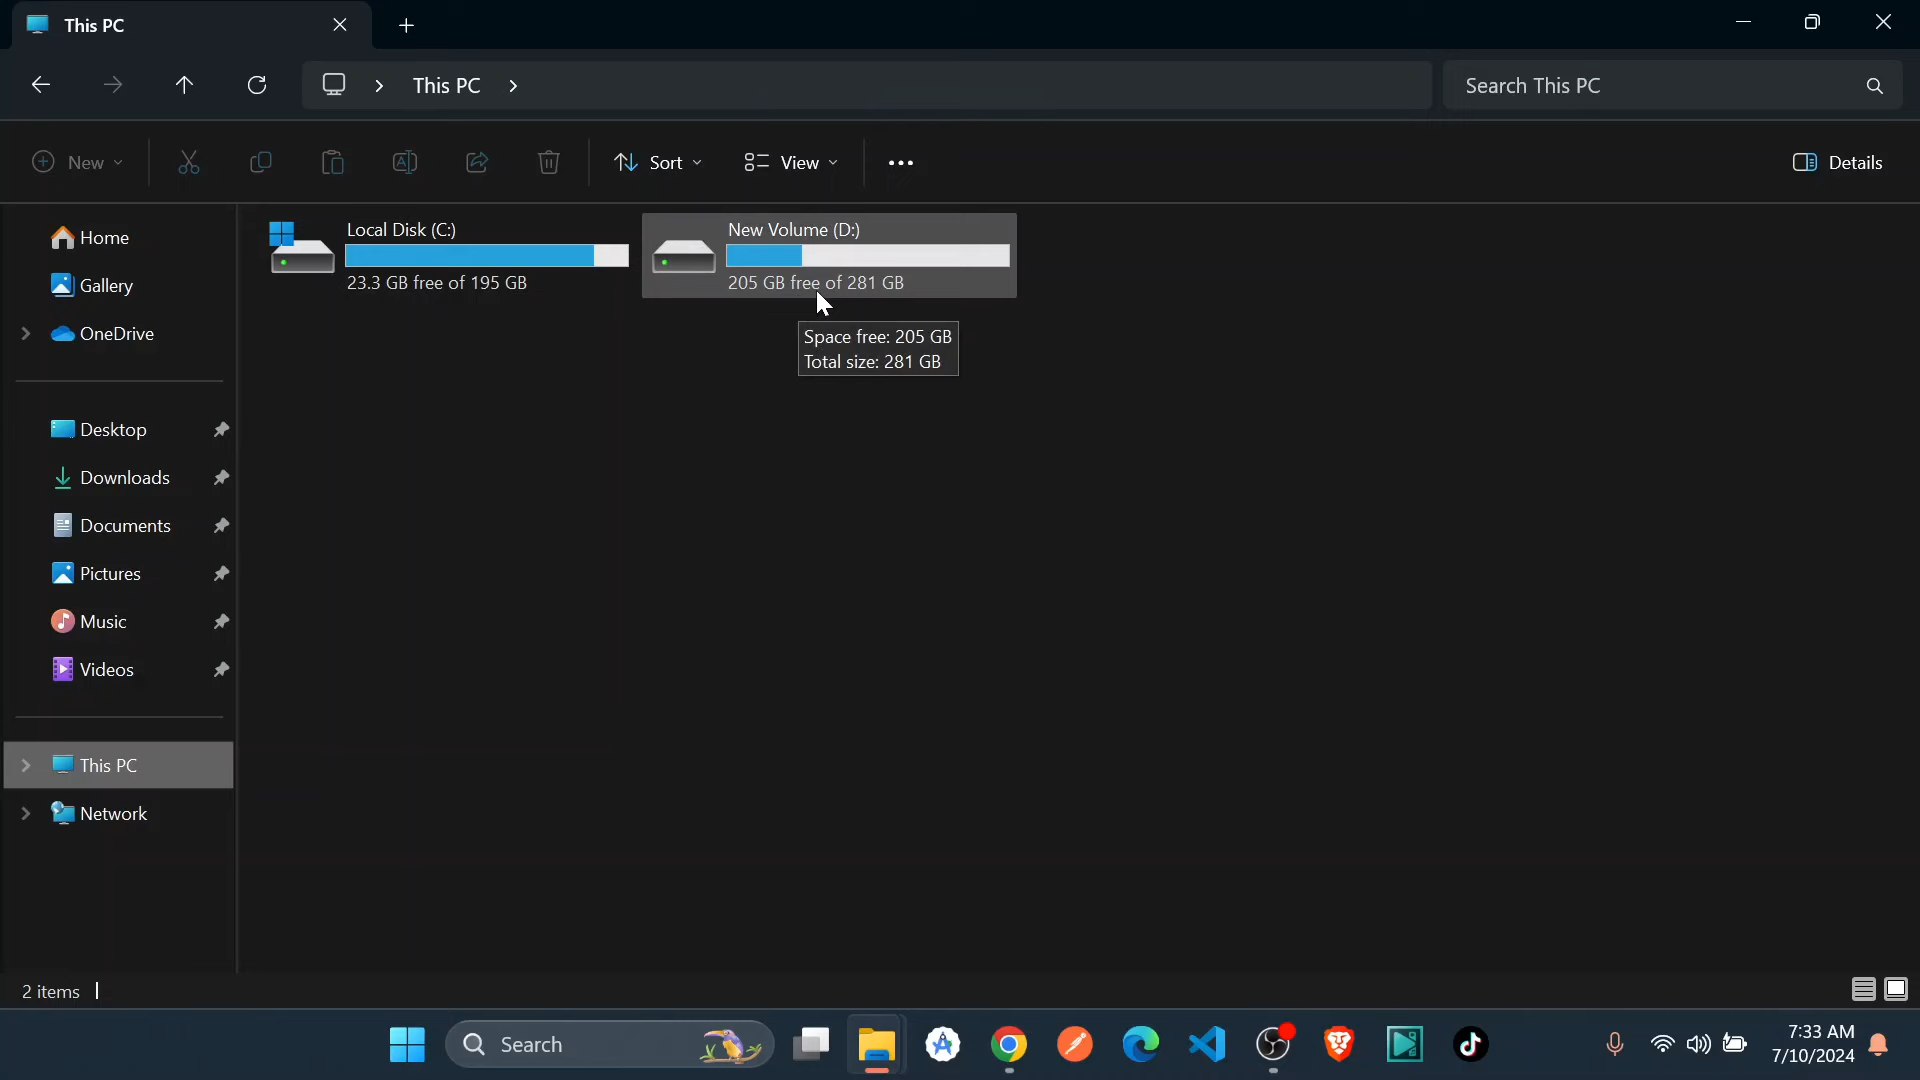 This PC
This PC
Search This PC
New
Sort
View
Details
Home
Gallery
OneDrive
Desktop
Downloads
Documents
Pictures
Music
Videos
This PC
Network
Local Disk (C:)
23.3 GB free of 195 GB
New Volume (D:)
205 GB free of 281 GB
Space free: 205 GB
Total size: 281 GB
2 items
Search
7:33 AM
7/10/2024